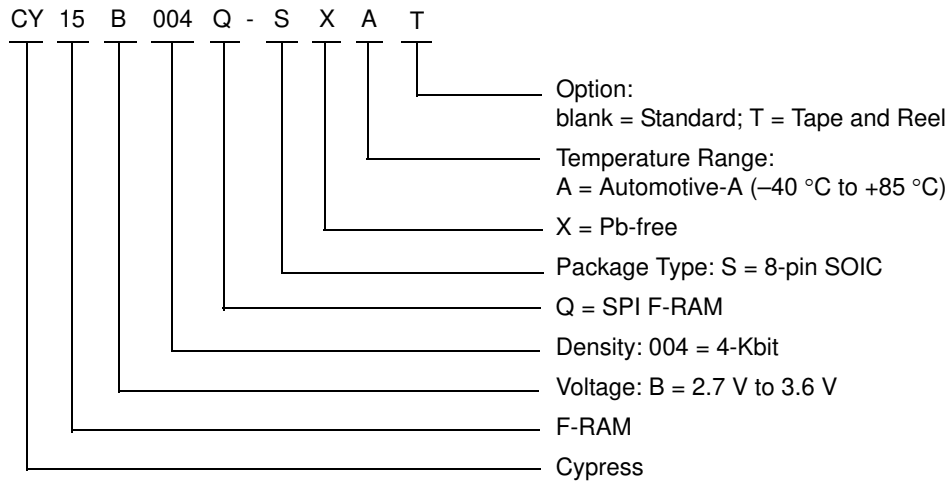 CY 15 B 004 Q - S X A T
Option:
blank = Standard; T = Tape and Reel
Temperature Range:
A = Automotive-A (–40 °C to +85 °C)
X = Pb-free
Package Type: S = 8-pin SOIC
Q = SPI F-RAM
Density: 004 = 4-Kbit
Voltage: B = 2.7 V to 3.6 V
F-RAM
Cypress